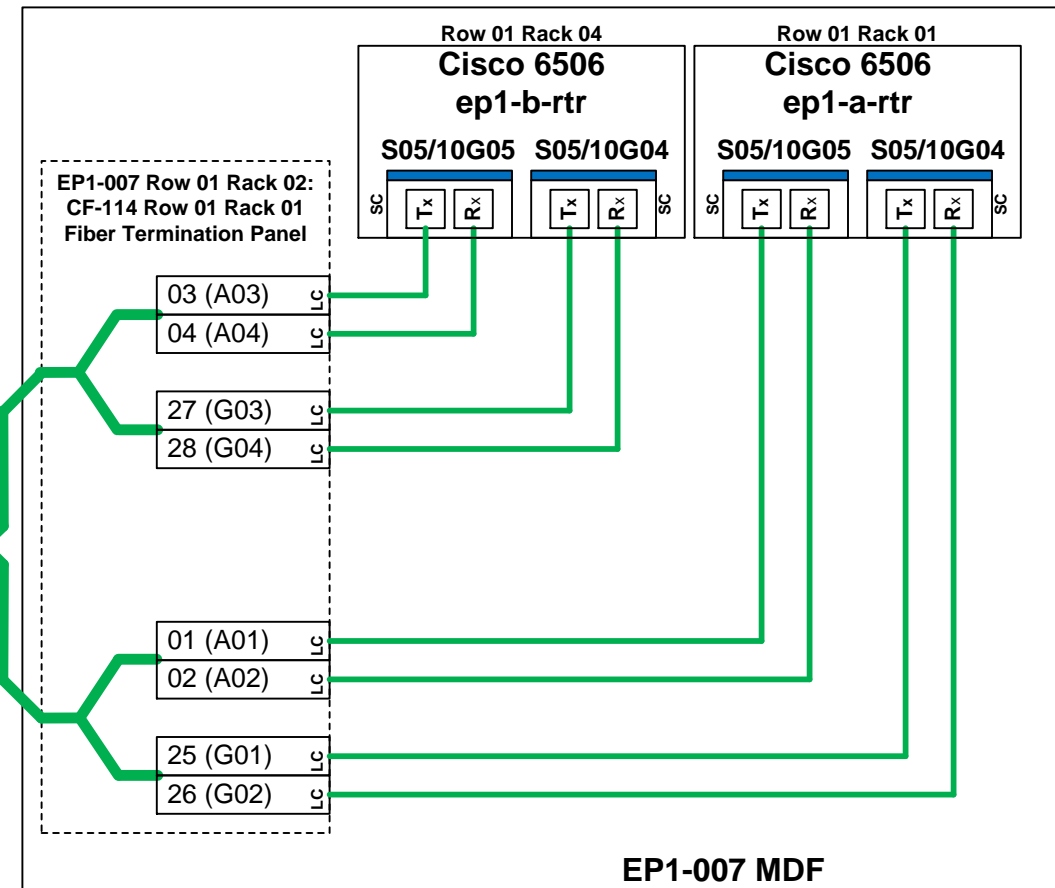 Row 01 Rack 04
Cisco 6506
ep1-b-rtr
S05/10G05 S05/10G04
SC
Tx
Rx
Tx
Rx
SC
Row 01 Rack 01
Cisco 6506
ep1-a-rtr
S05/10G05 S05/10G04
SC
Tx
Rx
Tx
Rx
SC
EP1-007 Row 01 Rack 02:
CF-114 Row 01 Rack 01
Fiber Termination Panel
03 (A03) LC
04 (A04) LC
27 (G03) LC
28 (G04) LC
01 (A01) LC
02 (A02) LC
25 (G01) LC
26 (G02) LC
EP1-007 MDF